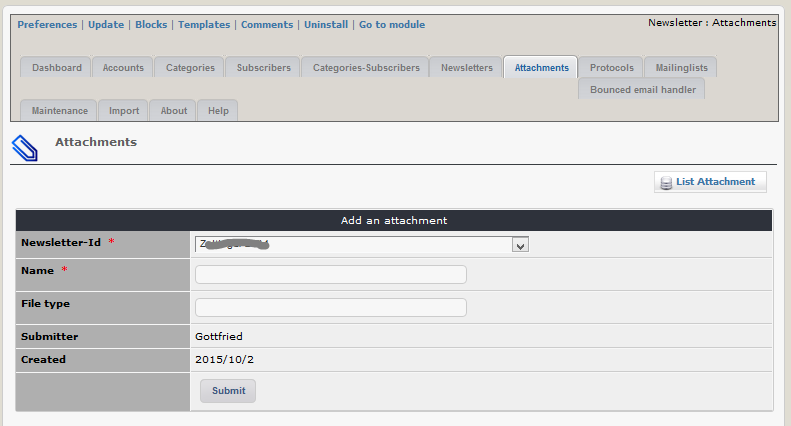 Preferences | Update | Blocks | Templates | Comments | Uninstall | Go to module
Newsletter : Attachments
Dashboard Accounts Categories Subscribers Categories-Subscribers Newsletters Attachments Protocols Mailinglists
Bounced email handler
Maintenance Import About Help
Attachments
List Attachment
Add an attachment
Newsletter-Id *
Name *
File type
Submitter Gottfried
Created 2015/10/2
Submit